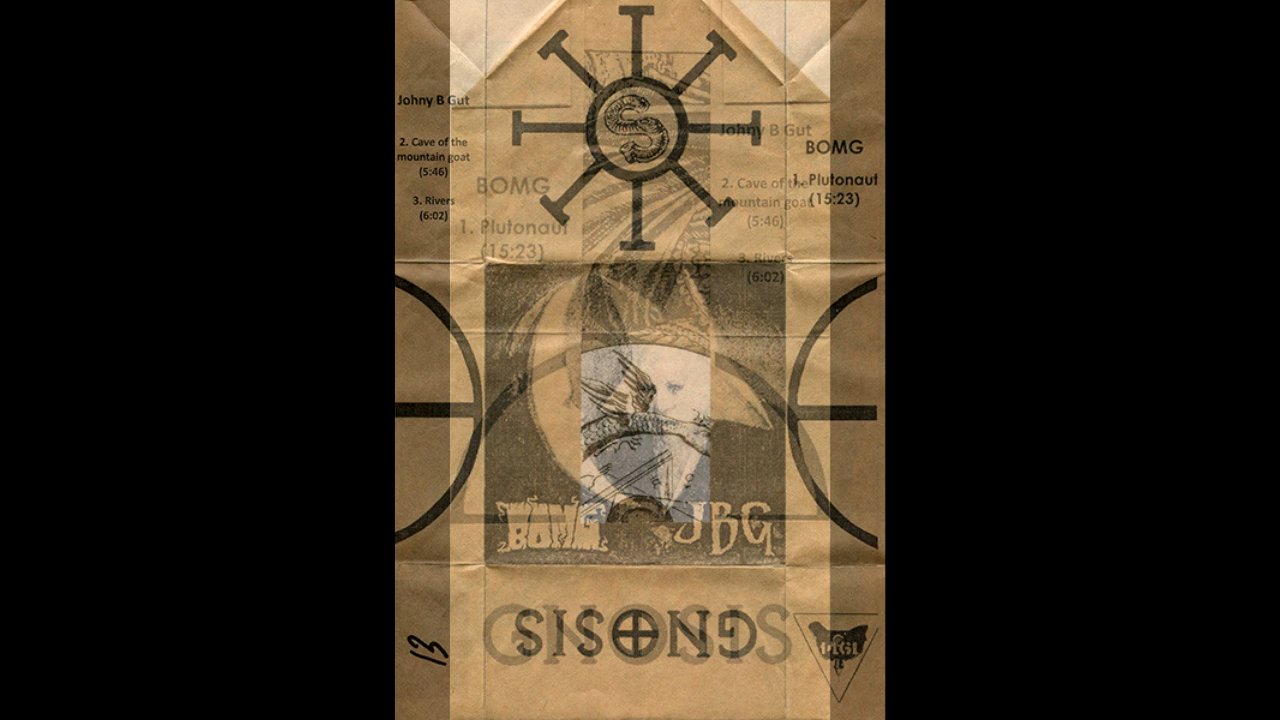 Johny B Gut
2. Cave of the
mountain goat
(5:46)
3. Rivers
(6:02)
BOMG
1. Plutonaut
(15:23)
Johny B Gut
2. Cave of the
mountain goat
(5:46)
3. Rivers
(6:02)
BOMG
1. Plutonaut
(15:23)
BOMG
JBG
GNOSIS
GNOSIS
13